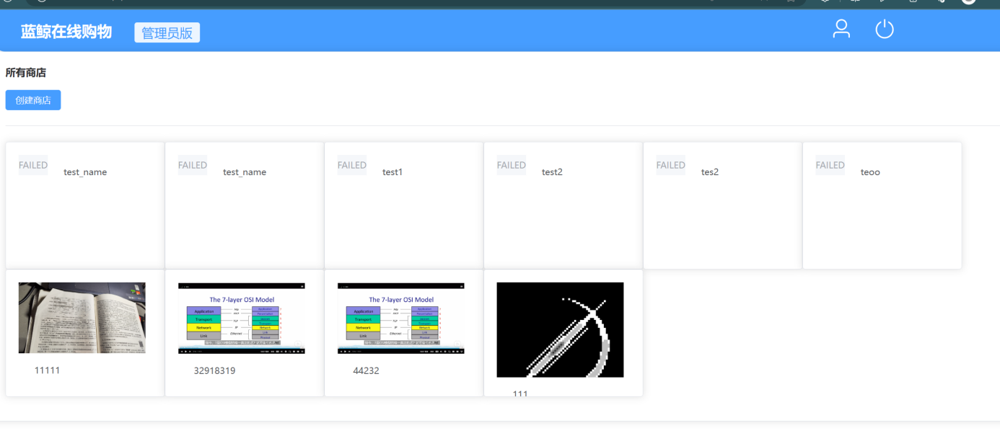 蓝鲸在线购物 管理员版
所有商店
创建商店
FAILED test_name FAILED test_name FAILED test1 FAILED test2 FAILED tes2 FAILED teoo
The 7-layer OSI Model
Application
Transport
Network
Link
The 7-layer OSI Model
Application
Transport
Network
Link
11111 32918319 44232 111